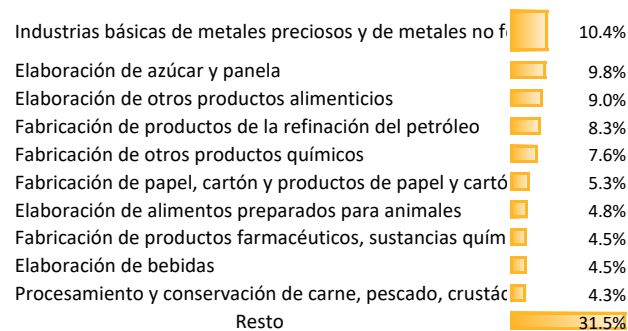 Industrias básicas de metales preciosos y de metales no f 10.4%
Elaboración de azúcar y panela 9.8%
Elaboración de otros productos alimenticios 9.0%
Fabricación de productos de la refinación del petróleo 8.3%
Fabricación de otros productos químicos 7.6%
Fabricación de papel, cartón y productos de papel y cartó 5.3%
Elaboración de alimentos preparados para animales 4.8%
Fabricación de productos farmacéuticos, sustancias quím 4.5%
Elaboración de bebidas 4.5%
Procesamiento y conservación de carne, pescado, crustác 4.3%
Resto 31.5%